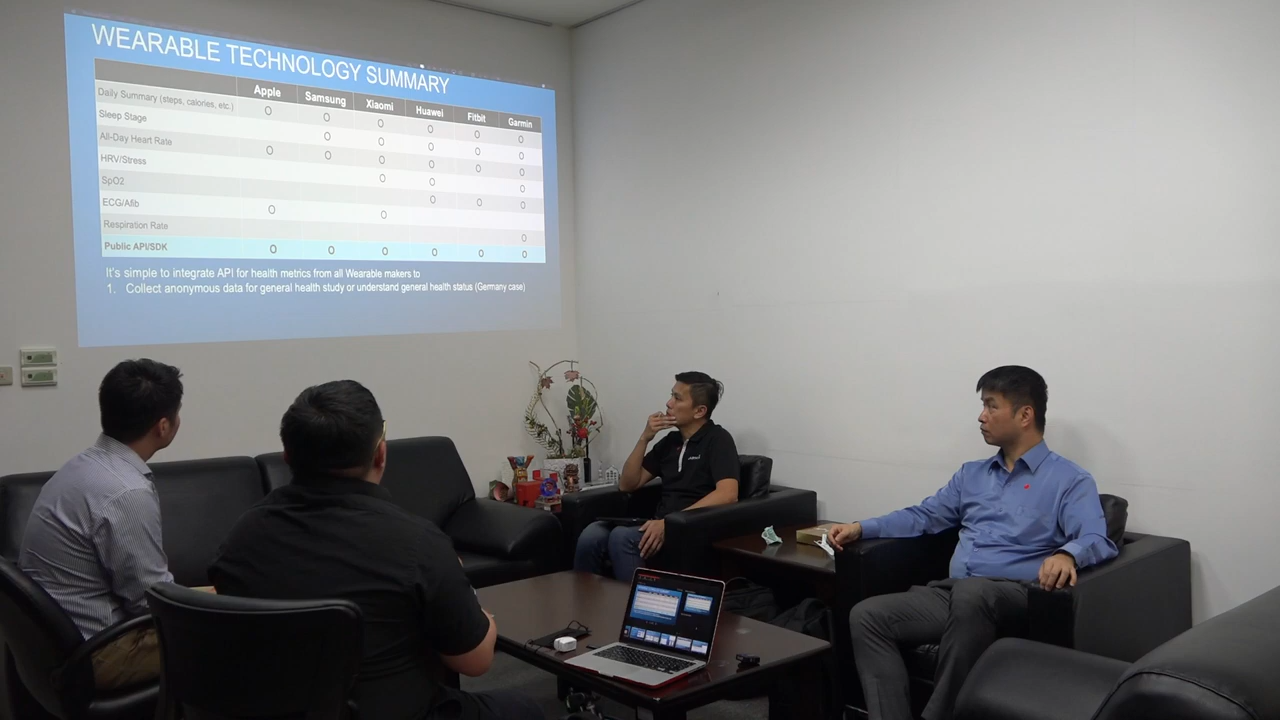 WEARABLE TECHNOLOGY SUMMARY
Apple Samsung Xiaomi Huawei Fitbit Garmin
Daily Summary (steps, calories, etc.) O O O O O O
Sleep Stage O O O O O
All-Day Heart Rate O O O O O O
HRV/Stress O O O
SpO2 O O O
ECG/Afib O O
Respiration Rate O
Public API/SDK O O O O O O
It's simple to integrate API for health metrics from all Wearable makers to
1. Collect anonymous data for general health study or understand general health status (Germany case)